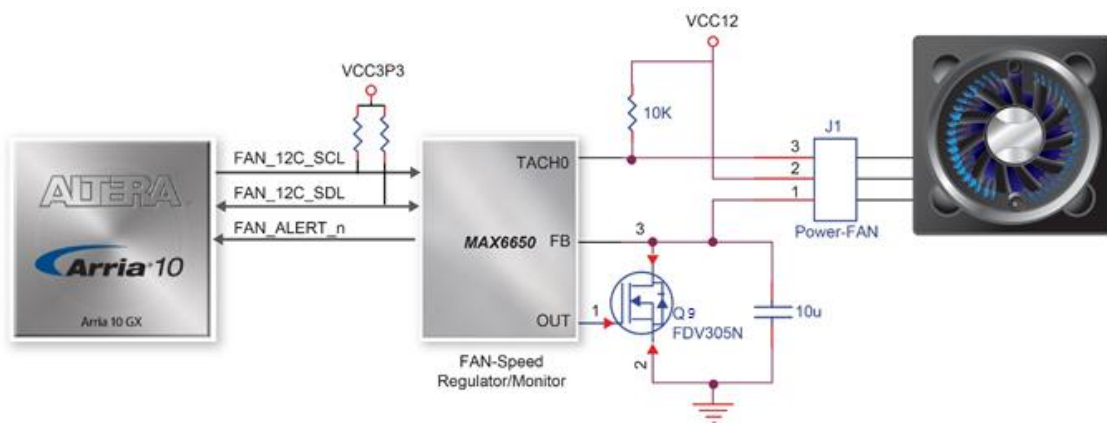 VCC12
VCC3P3
10K
J1
FAN_12C_SCL
TACH0
3
2
1
FAN_12C_SDL
ALTERA
FAN_ALERT_n
Power-FAN
MAX6650
FB
3
Arria 10
OUT
1
Q9
10u
FDV305N
Arria 10 GX
2
FAN-Speed
Regulator/Monitor